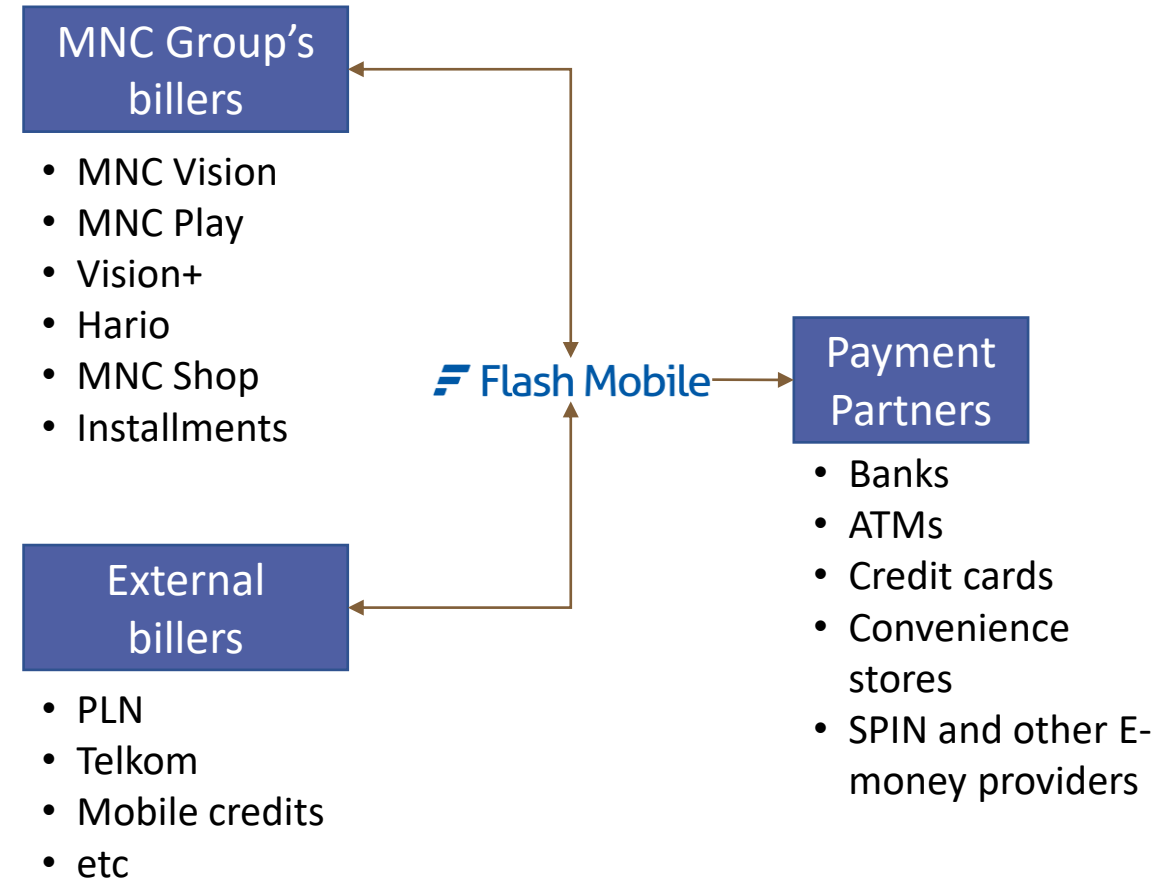 MNC Group's
billers
• MNC Vision
• MNC Play
• Vision+
• Hario
• MNC Shop
• Installments
Flash Mobile
Payment
Partners
• Banks
• ATMs
• Credit cards
• Convenience
stores
• SPIN and other E-
money providers
External
billers
• PLN
• Telkom
• Mobile credits
• etc